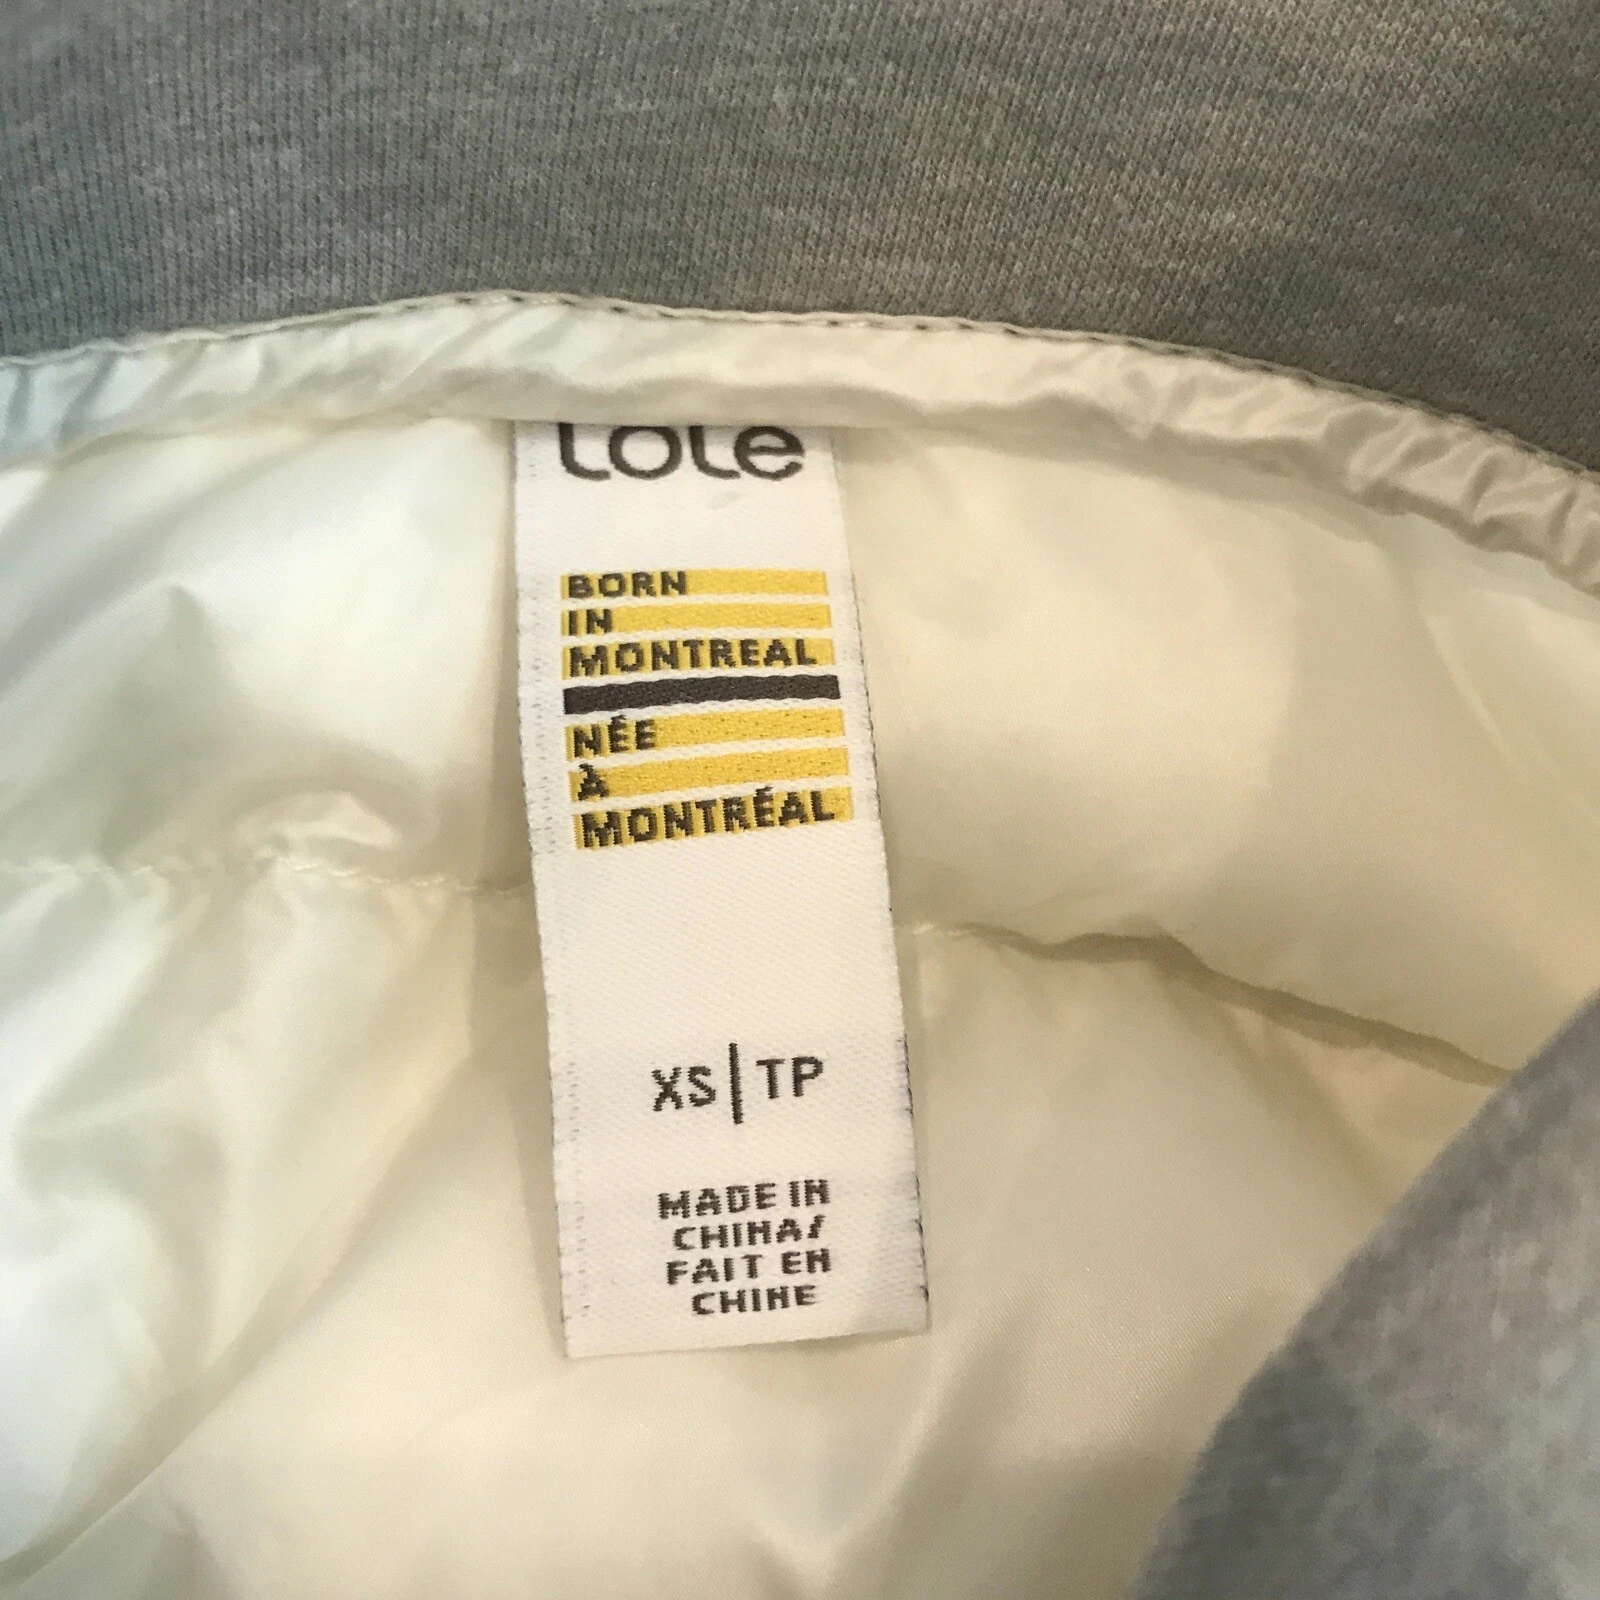 lole
BORN
IN
MONTREAL
NÉE
À
MONTRÉAL
XS|TP
MADE IN
CHINA/
FAIT EN
CHINE